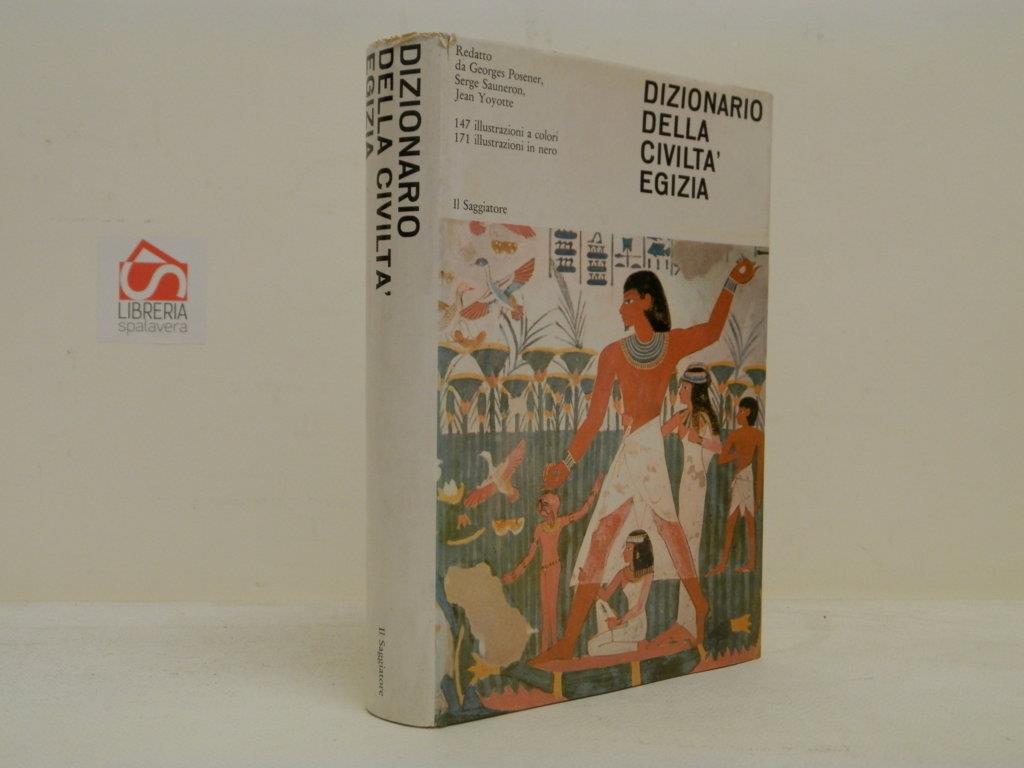 DIZIONARIO
DELLA CIVILTA'
EGIZIA
Il Saggiatore
Redatto
da Georges Posener,
Serge Sauneron,
Jean Yoyotte
147 illustrazioni a colori
171 illustrazioni in nero
Il Saggiatore
DIZIONARIO
DELLA
CIVILTA'
EGIZIA
LIBRERIA
spalavera